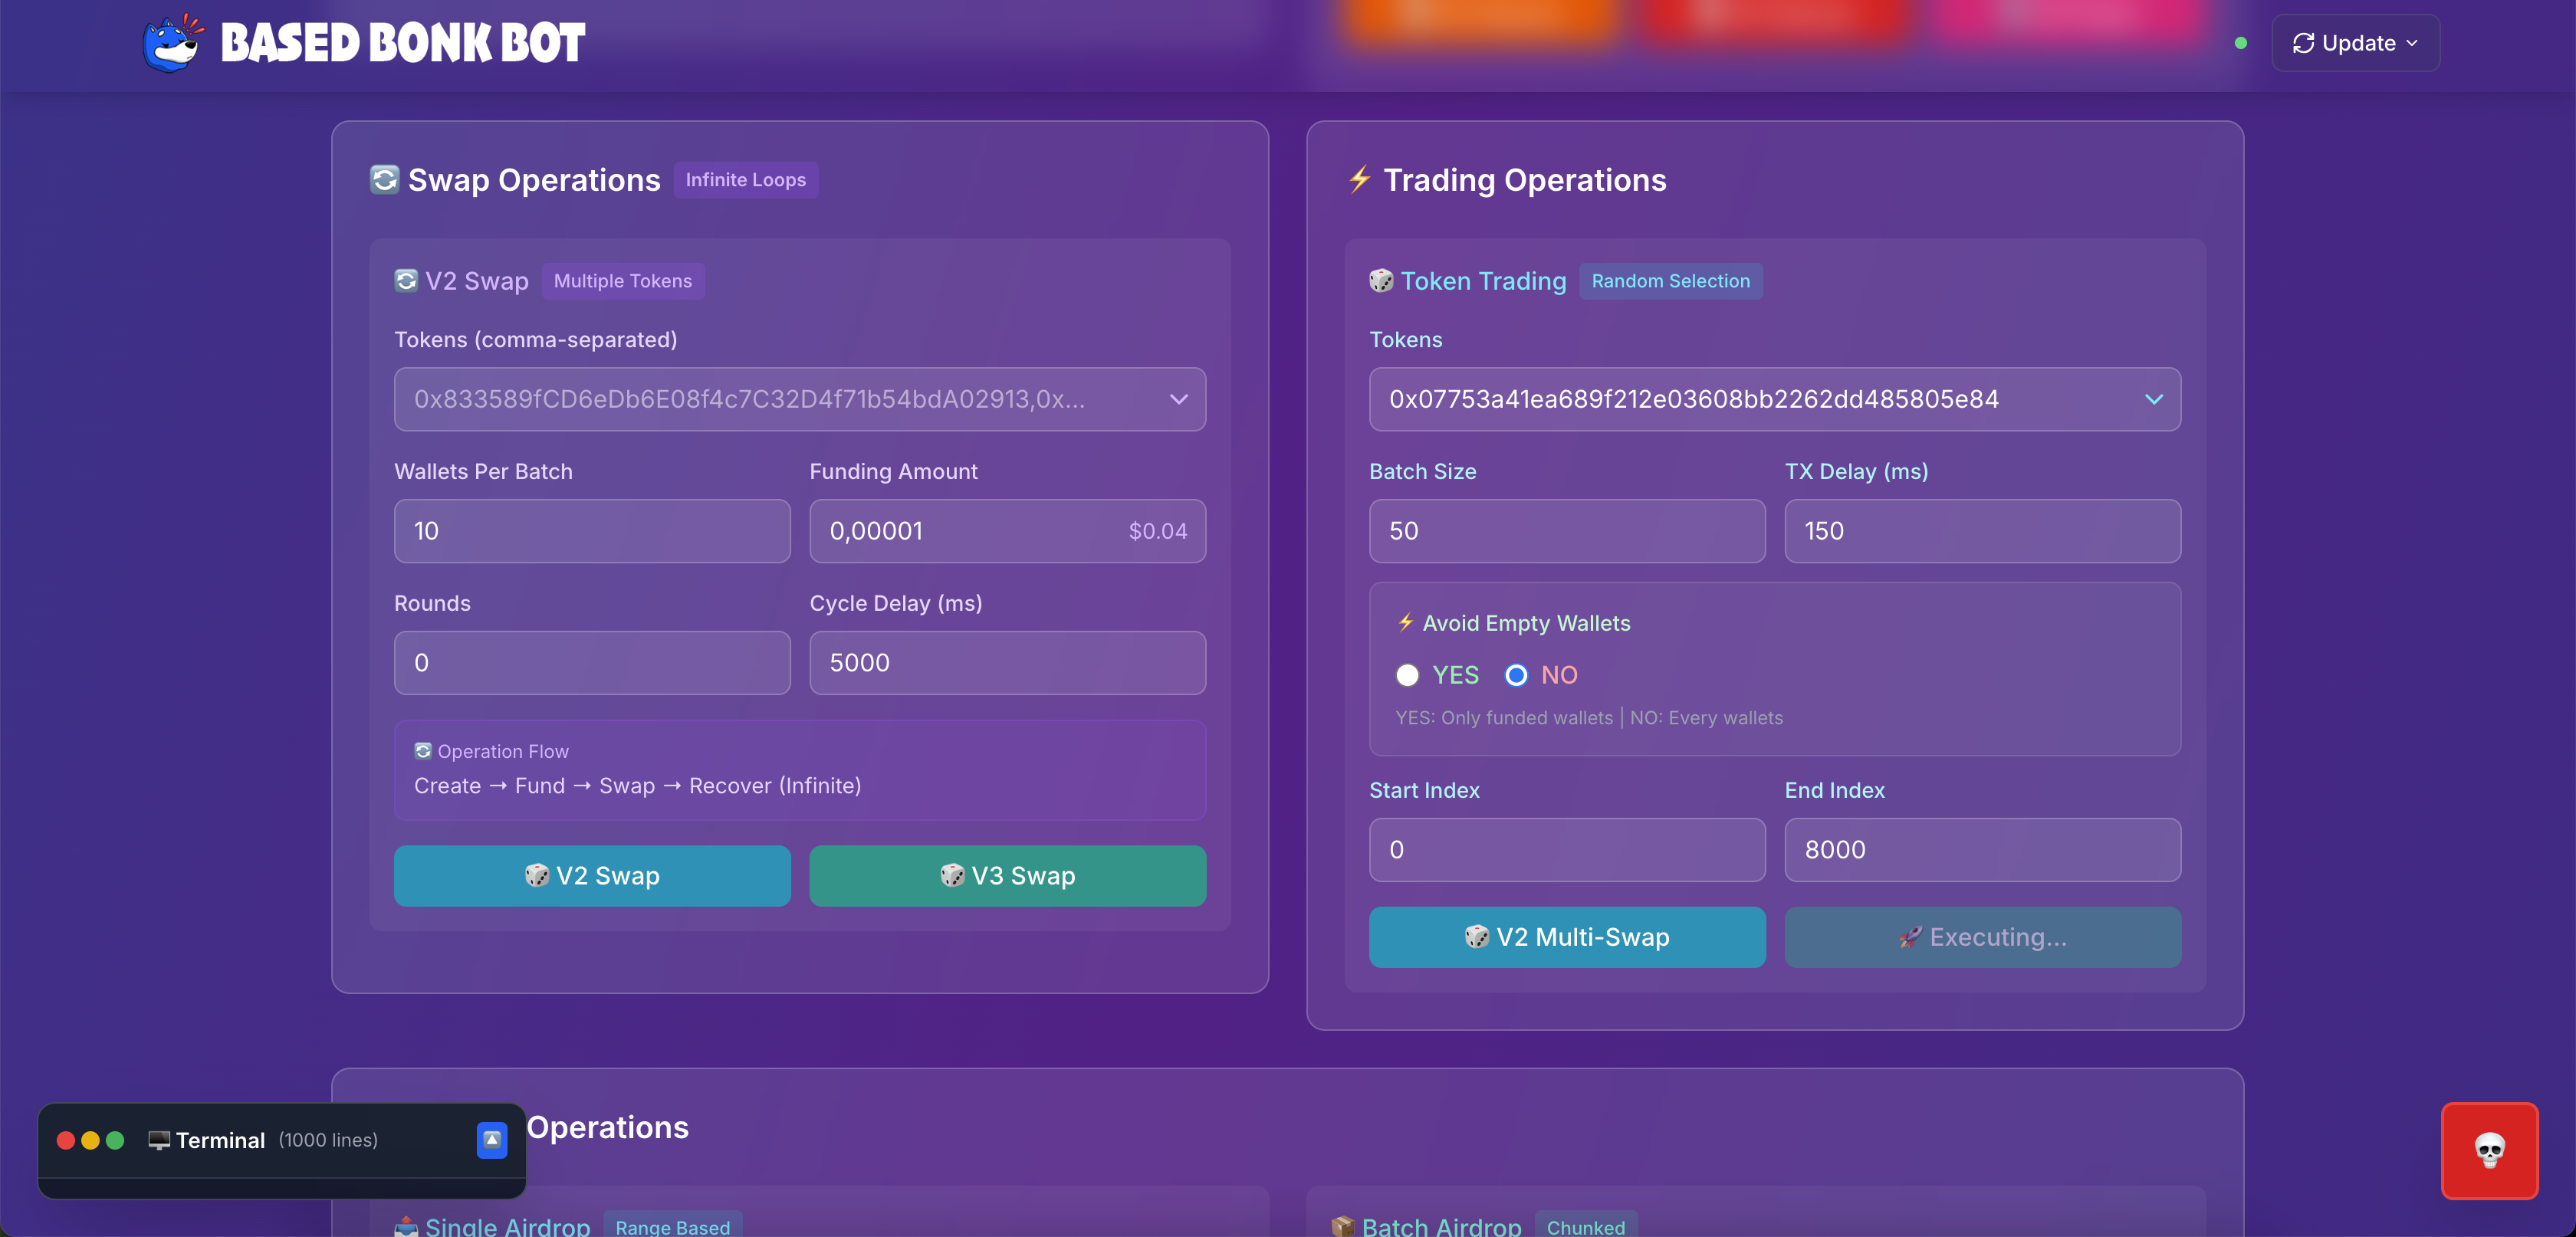 BASED BONK BOT
Update
Swap Operations
Infinite Loops
V2 Swap
Multiple Tokens
Tokens (comma-separated)
0x833589fCD6eDb6E08f4c7C32D4f71b54bdA02913,0x...
Wallets Per Batch
Funding Amount
10
0,00001
$0.04
Rounds
Cycle Delay (ms)
0
5000
Operation Flow
Create → Fund → Swap → Recover (Infinite)
V2 Swap
V3 Swap
Trading Operations
Token Trading
Random Selection
Tokens
0x07753a41ea689f212e03608bb2262dd485805e84
Batch Size
TX Delay (ms)
50
150
Avoid Empty Wallets
YES
NO
YES: Only funded wallets | NO: Every wallets
Start Index
End Index
0
8000
V2 Multi-Swap
Executing...
Operations
Terminal (1000 lines)
Single Airdrop
Range Based
Batch Airdrop
Chunked